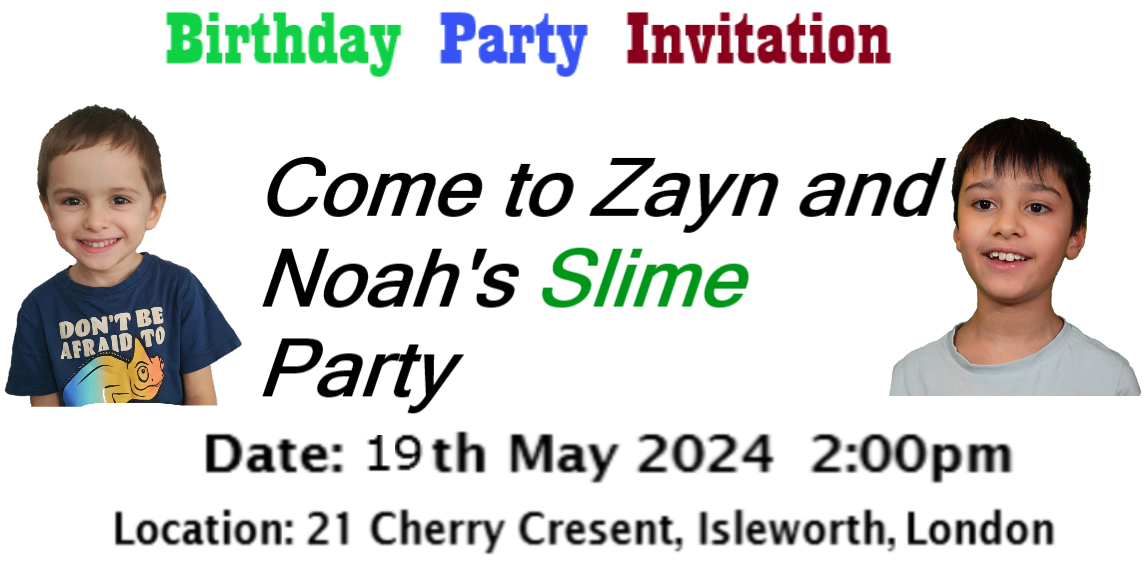 Birthday Party Invitation
Come to Zayn and
Noah's Slime
Party
DON'T BE
AFRAID TO
Date: 19th May 2024 2:00pm
Location: 21 Cherry Cresent, Isleworth, London